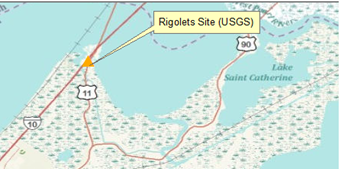 Rigolets Site (USGS)
90
Lake
Saint Catherine
11
10